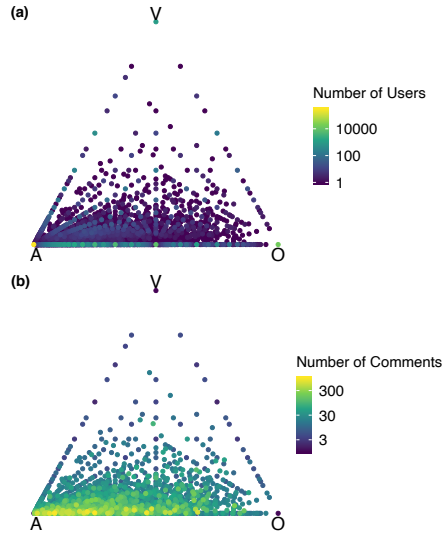 (a)
V
Number of Users
10000
100
1
A
O
(b)
V
Number of Comments
300
30
3
A
O